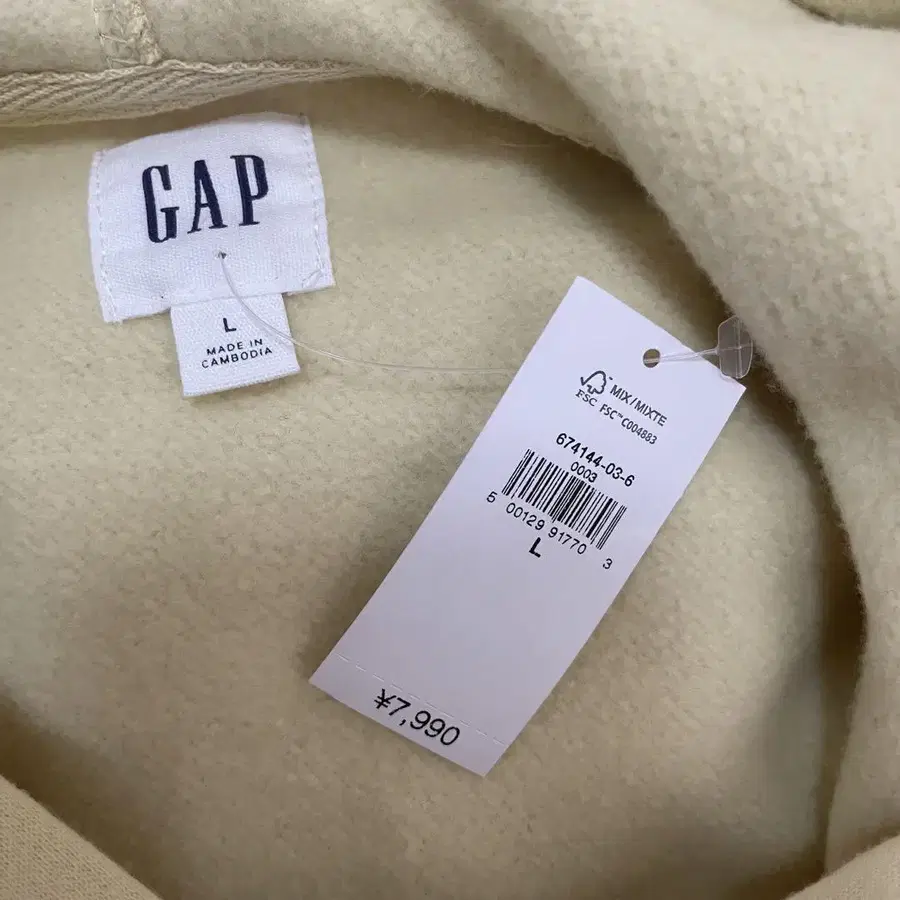 GAP
L
MADE IN
CAMBODIA
FSC
MIX/MIXTE
FSC™ C004883
674144-03-6
0003
5 00129 91770 3
L
¥7,990